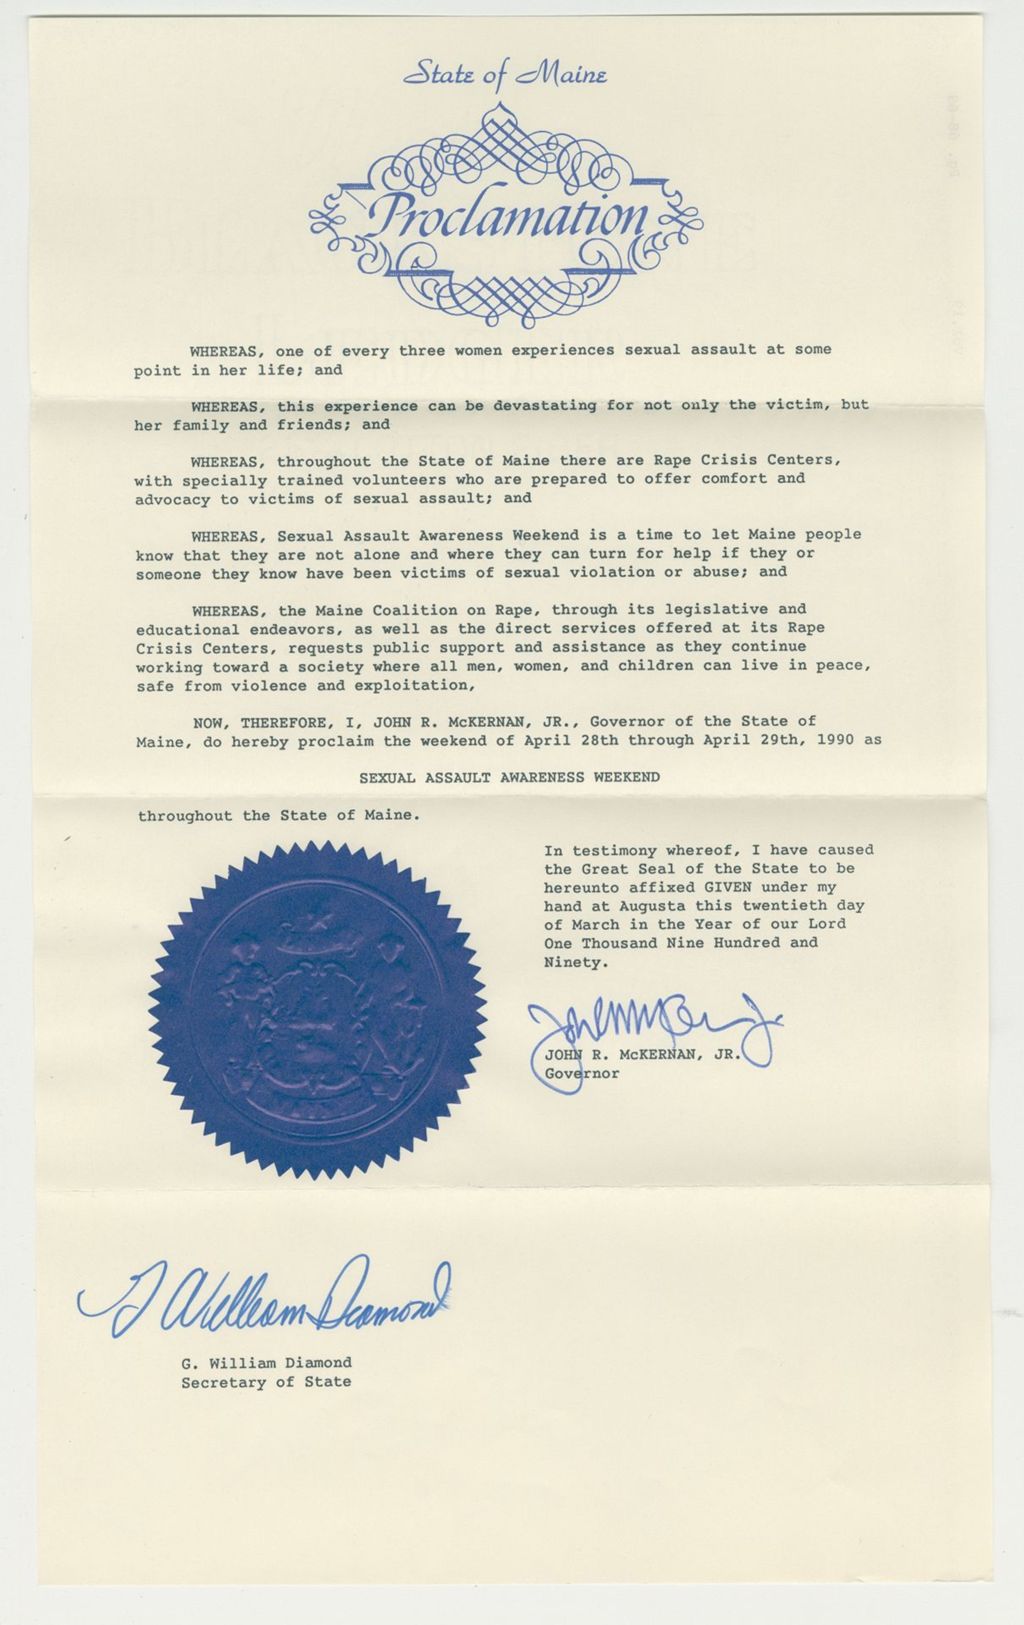 State of Maine
Proclamation
WHEREAS, one of every three women experiences sexual assault at some
point in her life; and
WHEREAS, this experience can be devastating for not only the victim, but
her family and friends; and
WHEREAS, throughout the State of Maine there are Rape Crisis Centers,
with specially trained volunteers who are prepared to offer comfort and
advocacy to victims of sexual assault; and
WHEREAS, Sexual Assault Awareness Weekend is a time to let Maine people
know that they are not alone and where they can turn for help if they or
someone they know have been victims of sexual violation or abuse; and
WHEREAS, the Maine Coalition on Rape, through its legislative and
educational endeavors, as well as the direct services offered at its Rape
Crisis Centers, requests public support and assistance as they continue
working toward a society where all men, women, and children can live in peace,
safe from violence and exploitation,
NOW, THEREFORE, I, JOHN R. McKERNAN, JR., Governor of the State of
Maine, do hereby proclaim the weekend of April 28th through April 29th, 1990 as
SEXUAL ASSAULT AWARENESS WEEKEND
throughout the State of Maine.
In testimony whereof, I have caused
the Great Seal of the State to be
hereunto affixed GIVEN under my
hand at Augusta this twentieth day
of March in the Year of our Lord
One Thousand Nine Hundred and
Ninety.
JOHN R. McKERNAN, JR.
Governor
G William Diamond
G. William Diamond
Secretary of State